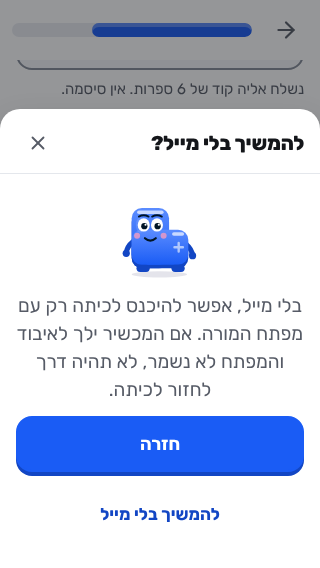 נשלח אליה קוד של 6 ספרות. אין סיסמה.
להמשיך בלי מייל?
בלי מייל, אפשר להיכנס לכיתה רק עם
מפתח המורה. אם המכשיר ילך לאיבוד
והמפתח לא נשמר, לא תהיה דרך
לחזור לכיתה.
חזרה
להמשיך בלי מייל